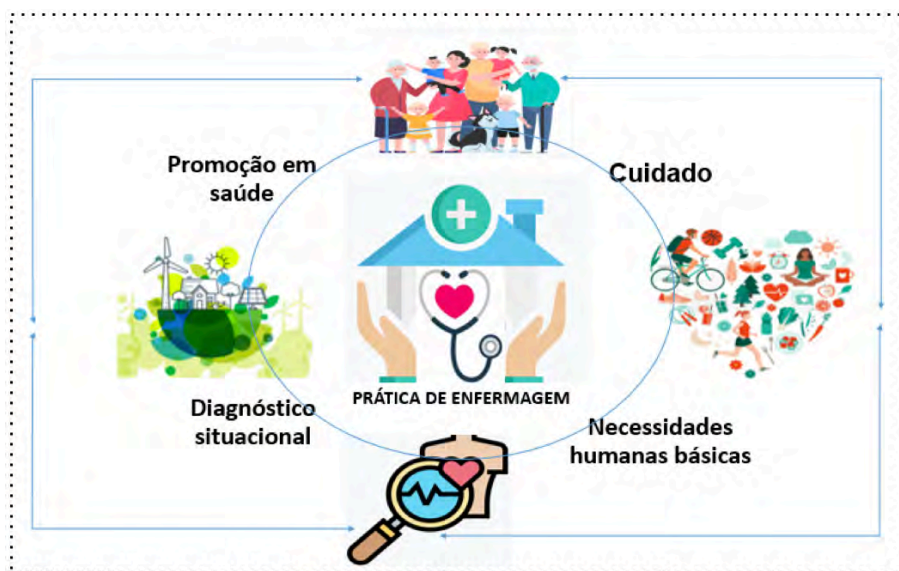 Promoção em
saúde
Cuidado
PRÁTICA DE ENFERMAGEM
Diagnóstico
situacional
Necessidades
humanas básicas